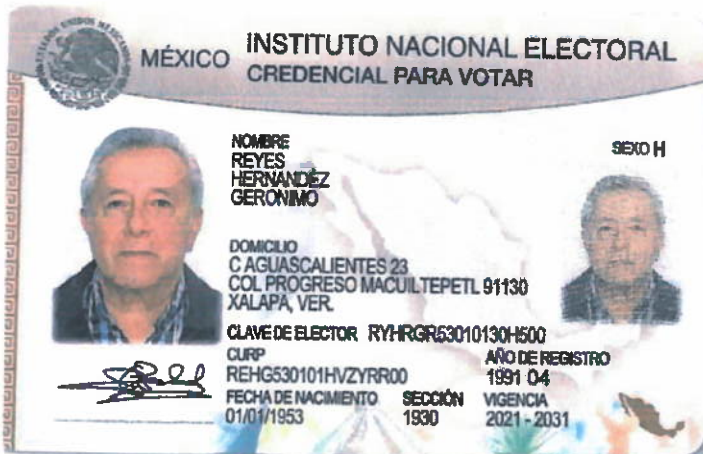 MÉXICO
INSTITUTO NACIONAL ELECTORAL
CREDENCIAL PARA VOTAR
NOMBRE
REYES
HERNANDEZ
GERONIMO
SEXO H
DOMICILIO
C AGUASCALIENTES 23
COL PROGRESO MACUILTEPETL 91130
XALAPA, VER.
CLAVE DE ELECTOR RYHRGR53010130H500
CURP
REHG530101HVZYRR00
AÑO DE REGISTRO
1991 04
FECHA DE NACIMIENTO
01/01/1953
SECCIÓN
1930
VIGENCIA
2021 - 2031